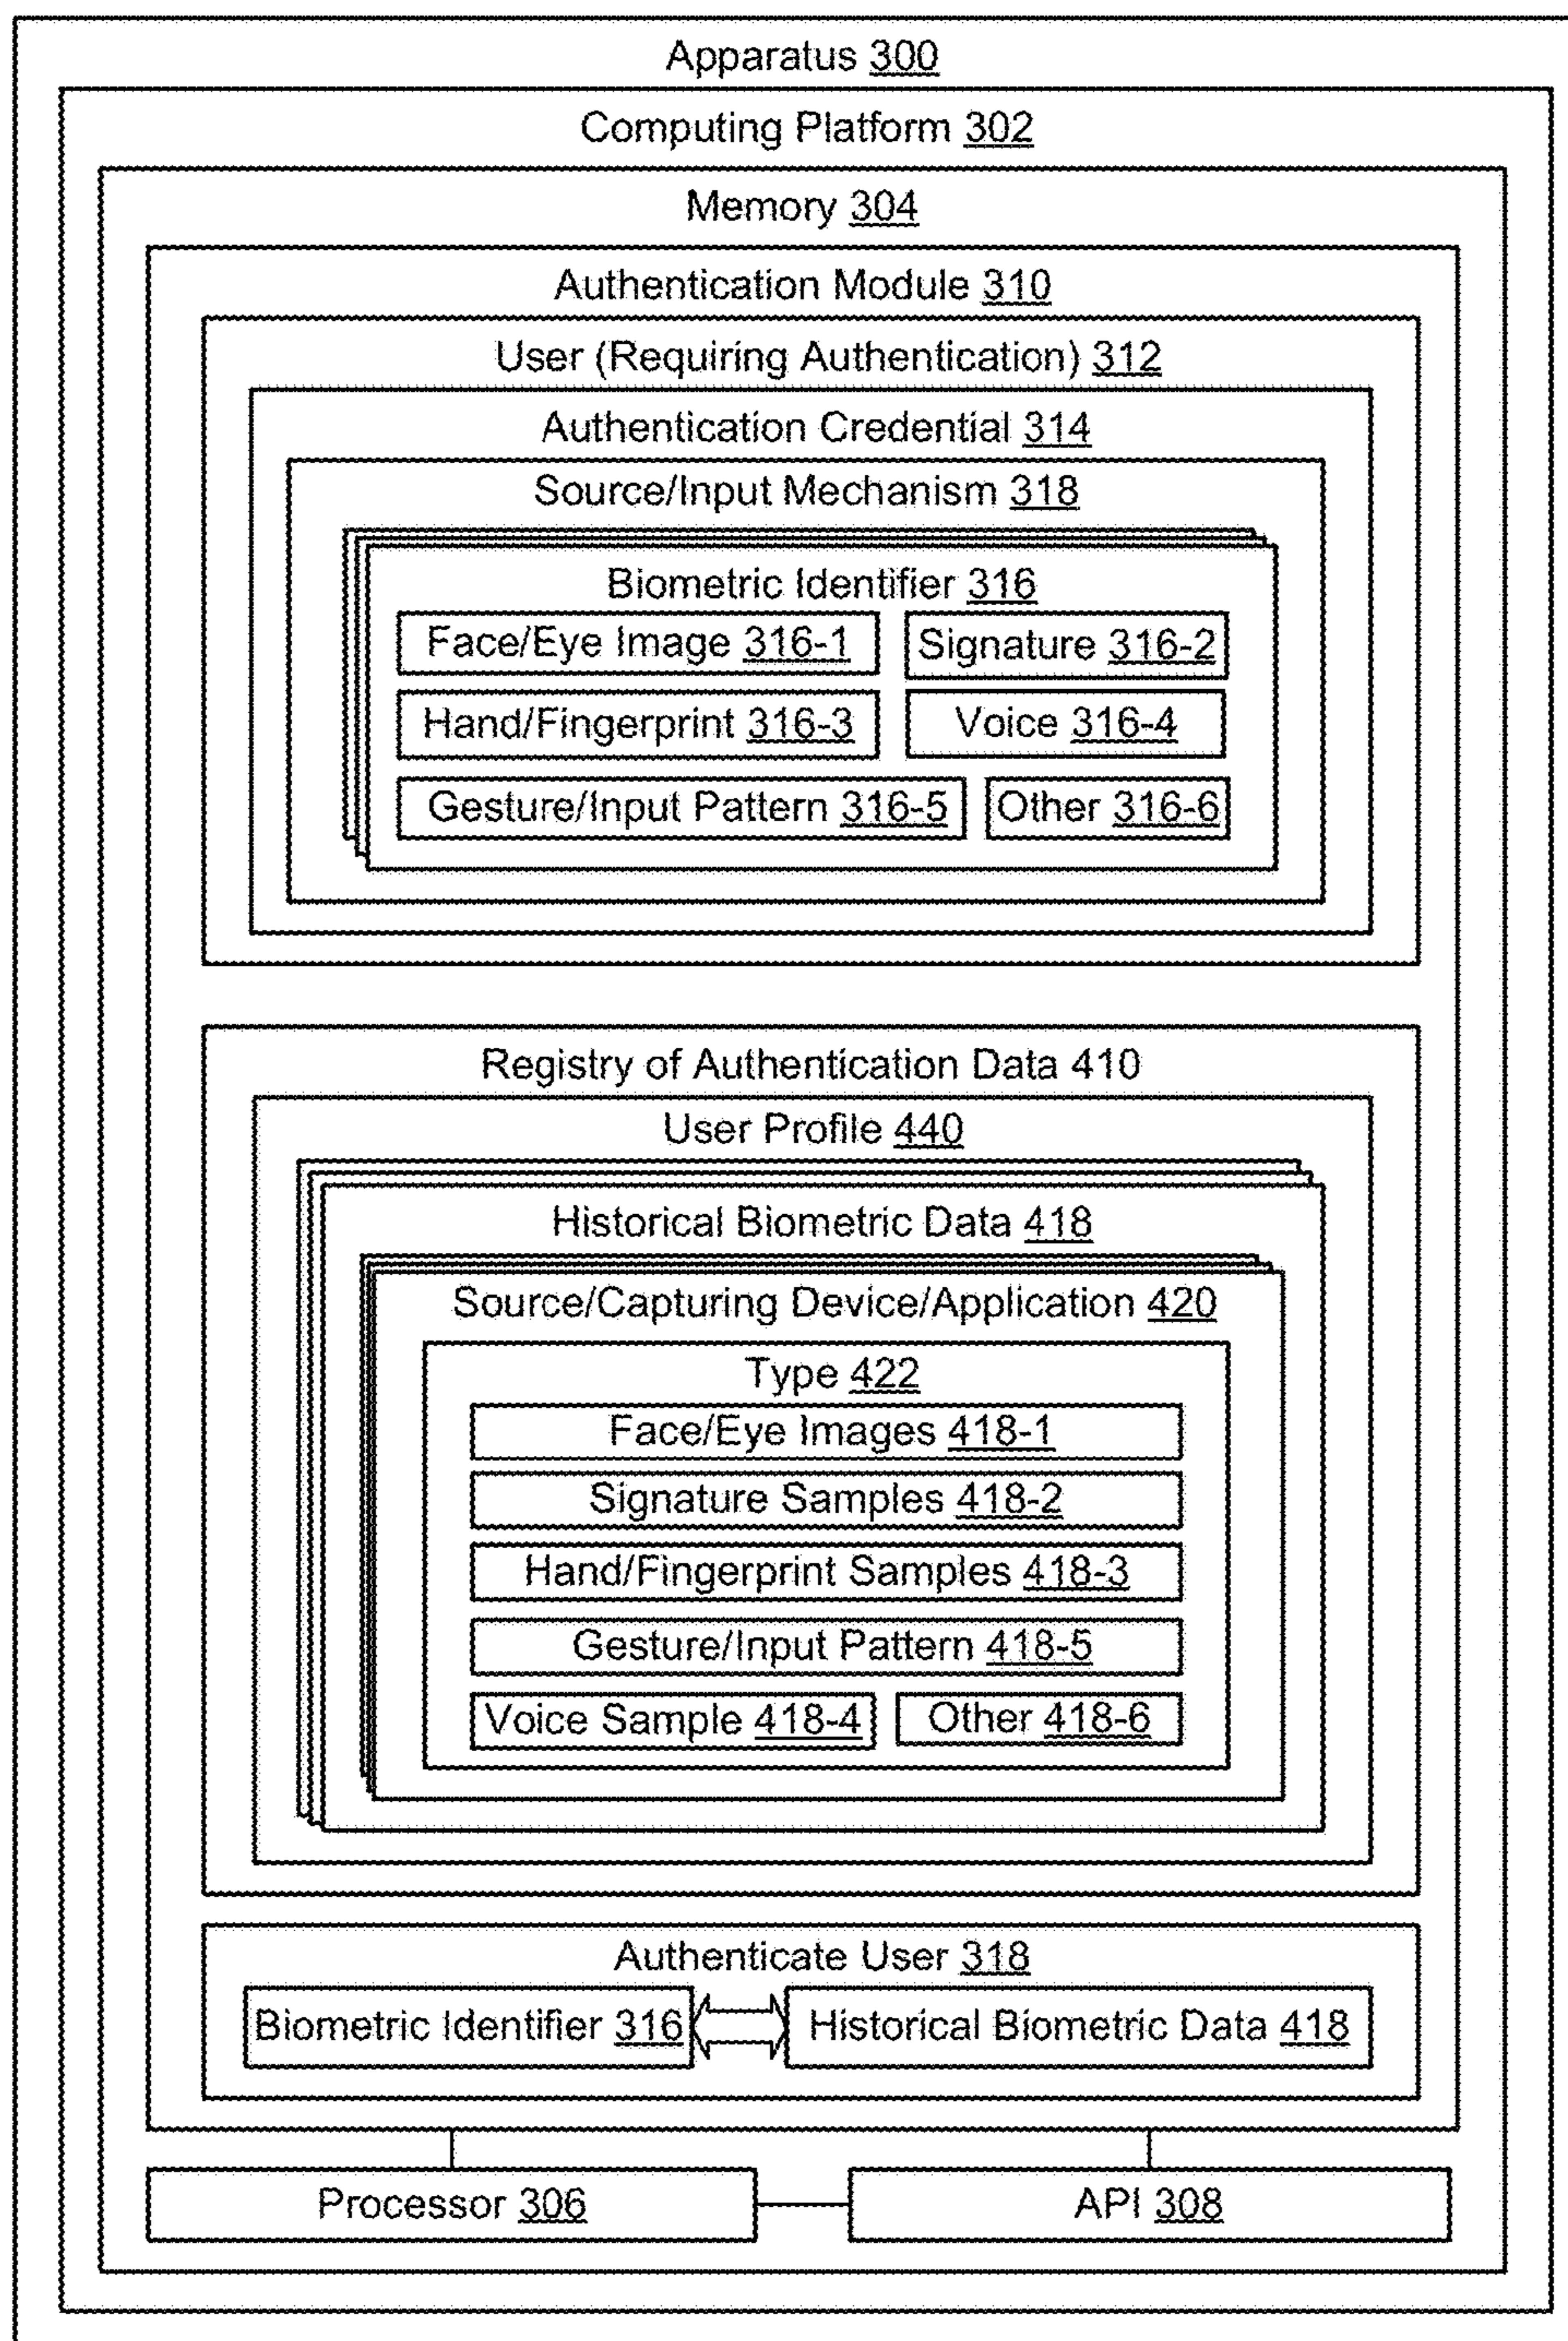 Apparatus 300
Computing Platform 302
Memory 304
Authentication Module 310
User (Requiring Authentication) 312
Authentication Credential 314
Source/Input Mechanism 318
Biometric Identifier 316
Face/Eye Image 316-1 Signature 316-2
Hand/Fingerprint 316-3 Voice 316-4
Gesture/Input Pattern 316-5 Other 316-6
Registry of Authentication Data 410
User Profile 440
Historical Biometric Data 418
Source/Capturing Device/Application 420
Type 422
Face/Eye Images 418-1
Signature Samples 418-2
Hand/Fingerprint Samples 418-3
Gesture/Input Pattern 418-5
Voice Sample 418-4 Other 418-6
Authenticate User 318
Biometric Identifier 316 Historical Biometric Data 418
Processor 306 API 308